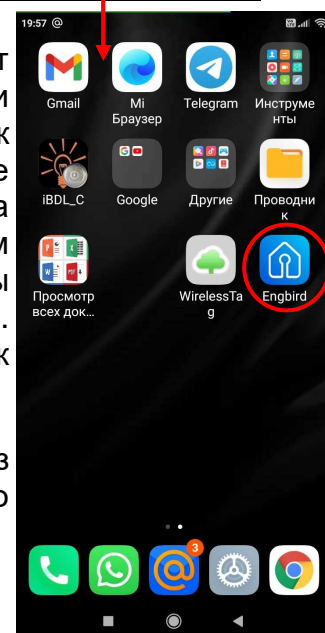 19:57 @
т
и
к
е
а
м
ы
.
к
з
о
Gmail
Mi
Браузер
Telegram
Инструме
нты
iBDL_C
Google
Другие
Проводни
к
Просмотр
всех док...
WirelessTa
g
Engbird
3